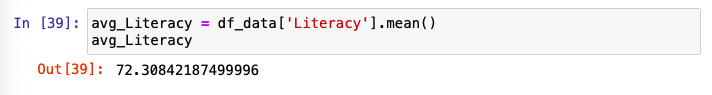 In [39]: avg_Literacy = df_data['Literacy'].mean()
avg_Literacy
Out[39]: 72.30842187499996